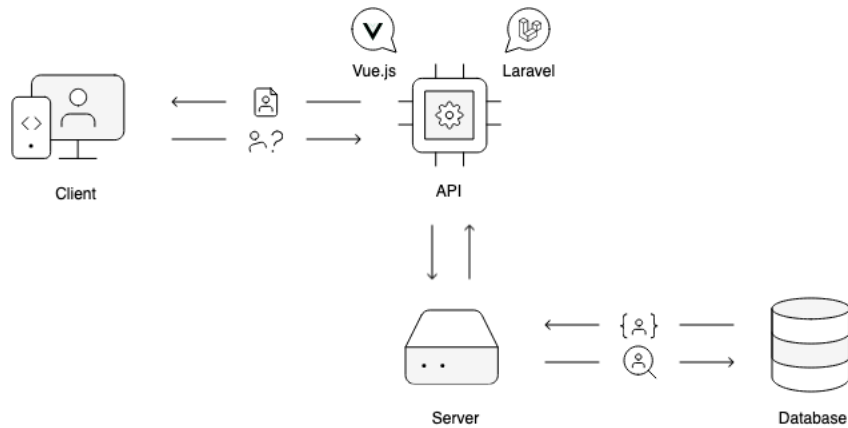 Vue.js
Laravel
Client
API
Server
Database